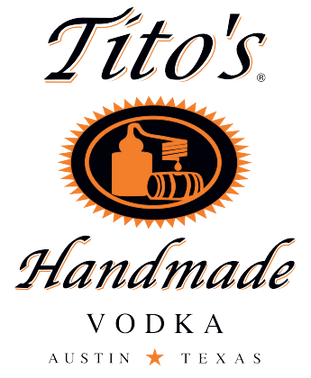 Tito's®
Handmade
VODKA
AUSTIN ★ TEXAS